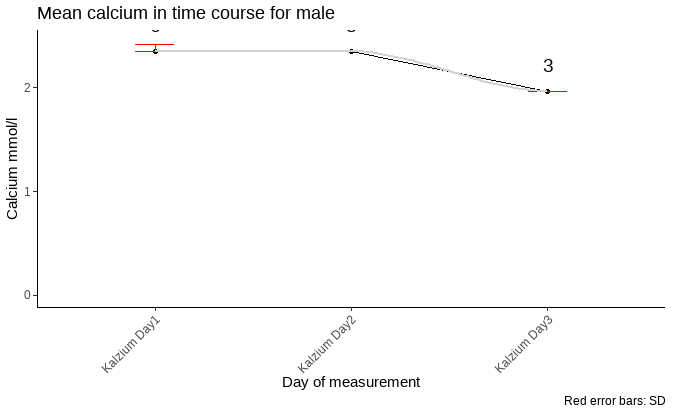 Mean calcium in time course for male
3
2
1
0
Calcium mmol/l
Kalzium Day1
Kalzium Day2
Kalzium Day3
Day of measurement
Red error bars: SD